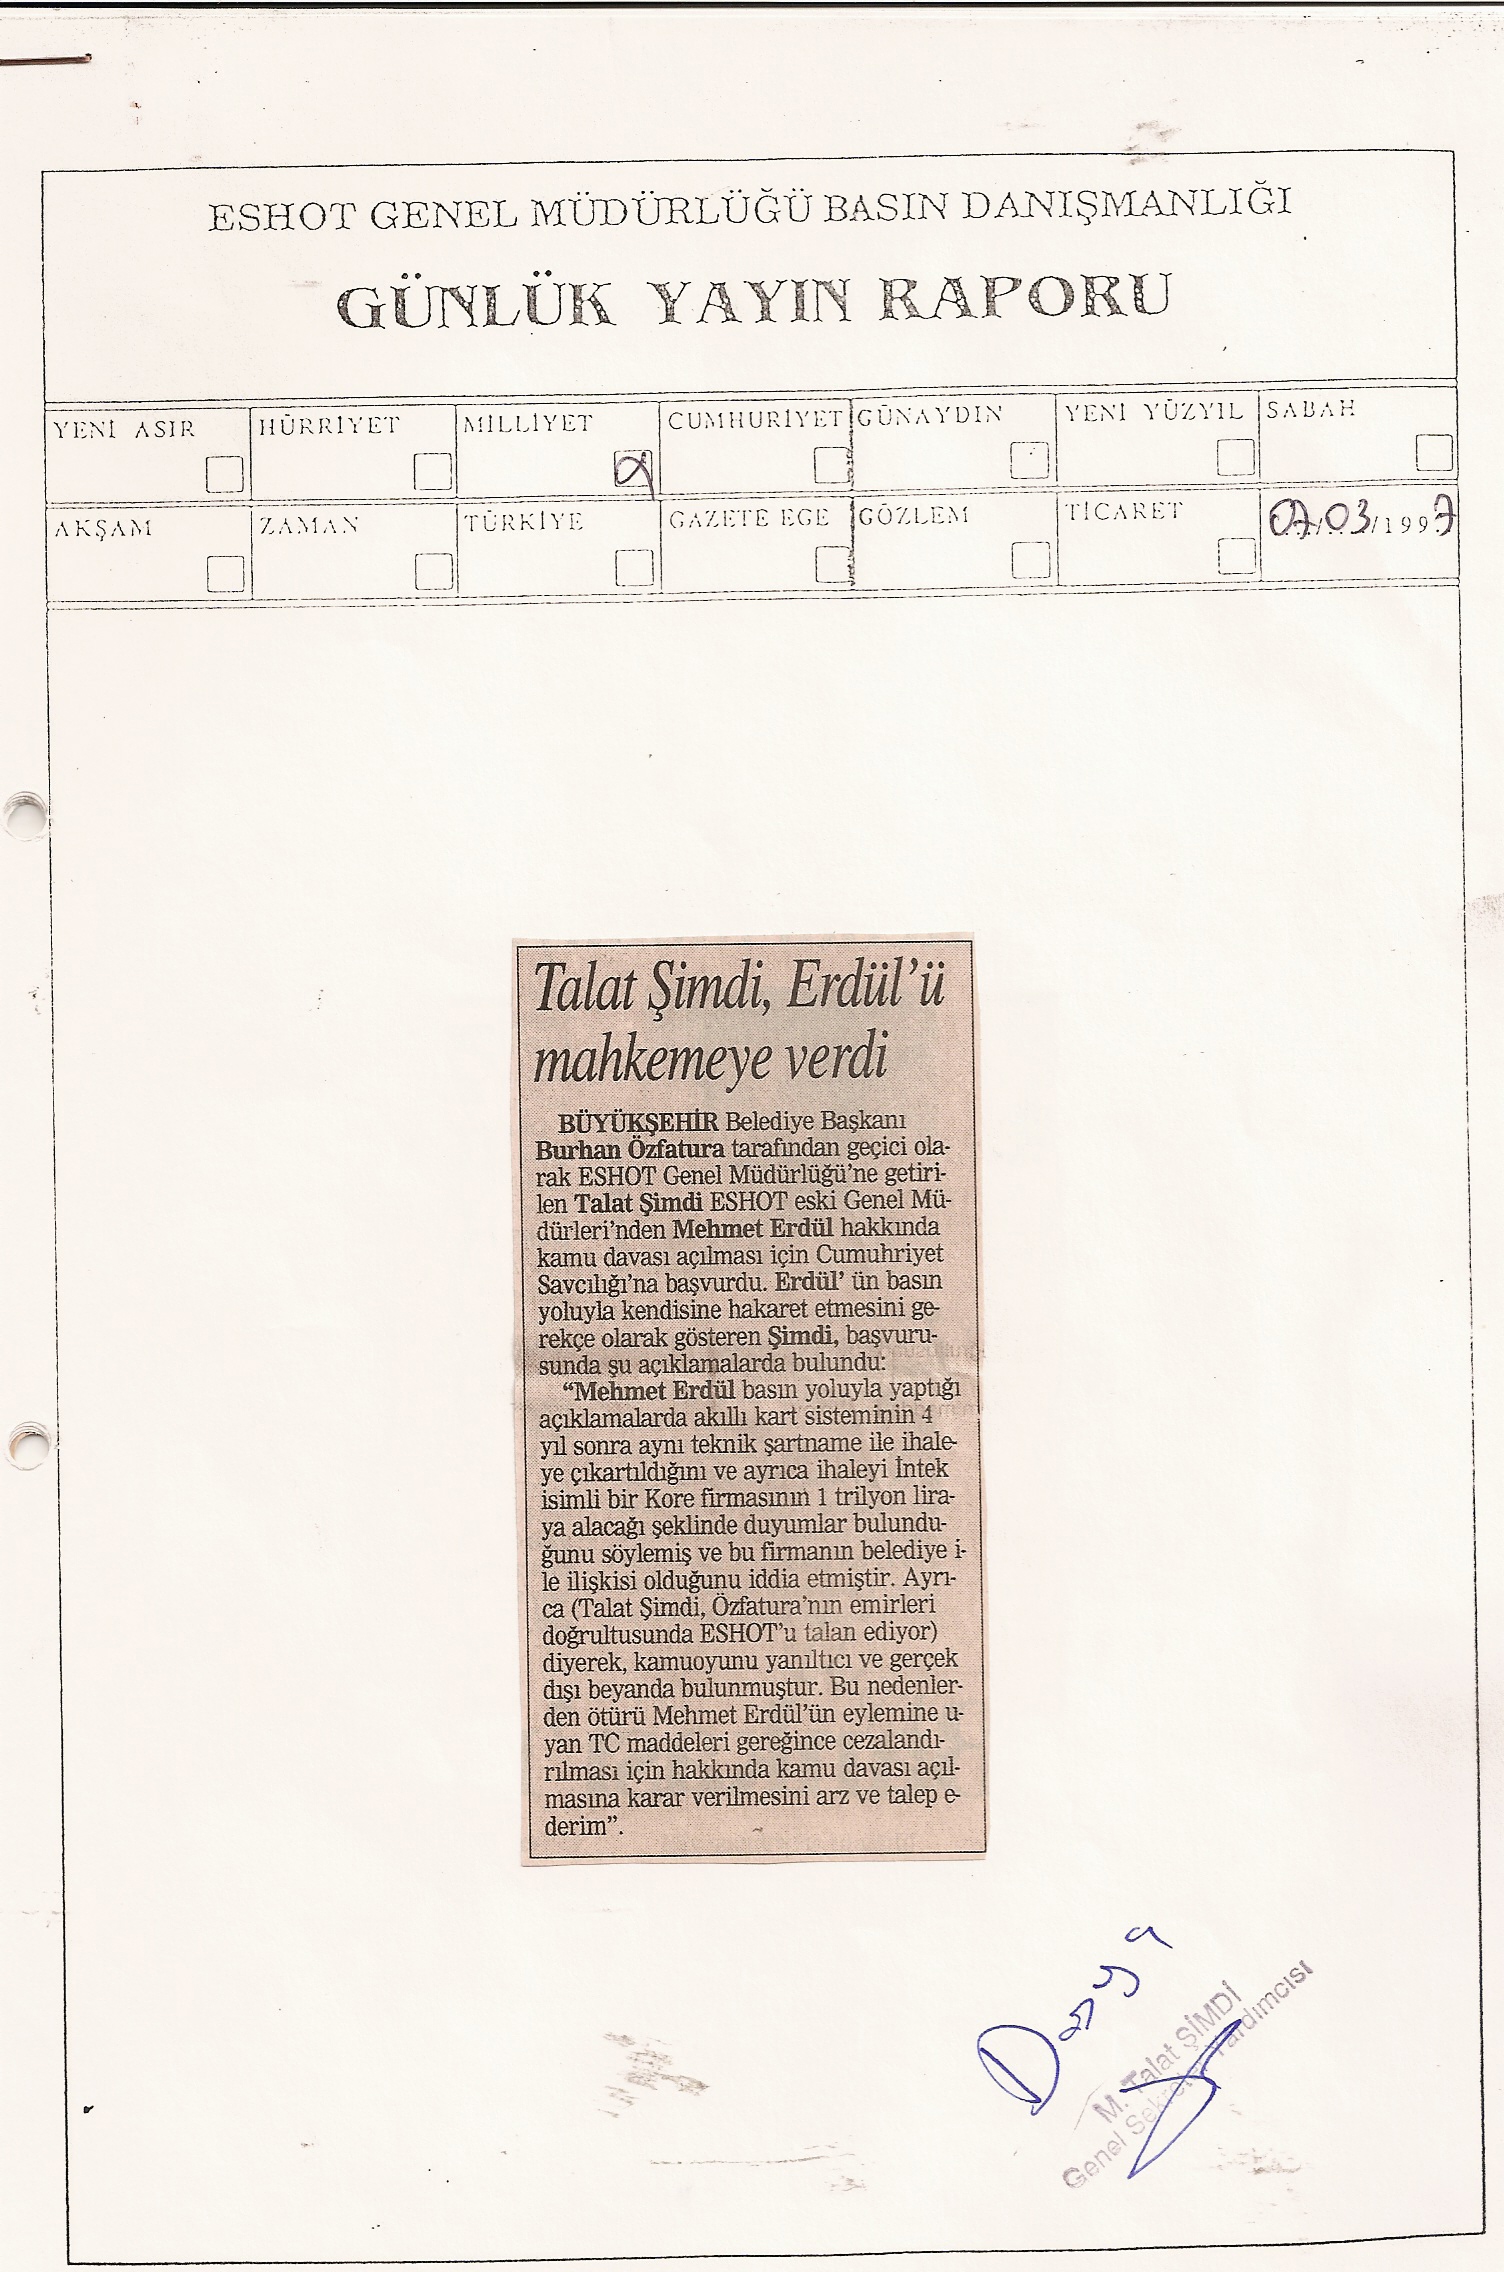 ESHOT GENEL MÜDÜRLÜĞÜ BASIN DANIŞMANLIĞI
GÜNLÜK YAYIN RAPORU
YENİ ASIR HÜRRİYET MİLLİYET CUMHURİYET GÜNAYDIN YENİ YÜZYIL SABAH
AKŞAM ZAMAN TÜRKİYE GAZETE EGE GÖZLEM TİCARET 07/03/1997
Talat Şimdi, Erdül'ü
mahkemeye verdi
BÜYÜKŞEHİR Belediye Başkanı
Burhan Özfatura tarafından geçici ola-
rak ESHOT Genel Müdürlüğü'ne getiri-
len Talat Şimdi ESHOT eski Genel Mü-
dürleri'nden Mehmet Erdül hakkında
kamu davası açılması için Cumuhriyet
Savcılığı'na başvurdu. Erdül' ün basın
yoluyla kendisine hakaret etmesini ge-
rekçe olarak gösteren Şimdi, başvuru-
sunda şu açıklamalarda bulundu:
“Mehmet Erdül basın yoluyla yaptığı
açıklamalarda akıllı kart sisteminin 4
yıl sonra aynı teknik şartname ile ihale-
ye çıkartıldığını ve ayrıca ihaleyi İntek
isimli bir Kore firmasının 1 trilyon lira-
ya alacağı şeklinde duyumlar bulundu-
ğunu söylemiş ve bu firmanın belediye i-
le ilişkisi olduğunu iddia etmiştir. Ayrı-
ca (Talat Şimdi, Özfatura'nın emirleri
doğrultusunda ESHOT'u talan ediyor)
diyerek, kamuoyunu yanıltıcı ve gerçek
dışı beyanda bulunmuştur. Bu nedenler-
den ötürü Mehmet Erdül'ün eylemine u-
yan TC maddeleri gereğince cezalandı-
rılması için hakkında kamu davası açıl-
masına karar verilmesini arz ve talep e-
derim”.
Dosya
M. Talat ŞİMDİ
Genel Sekreter Yardımcısı